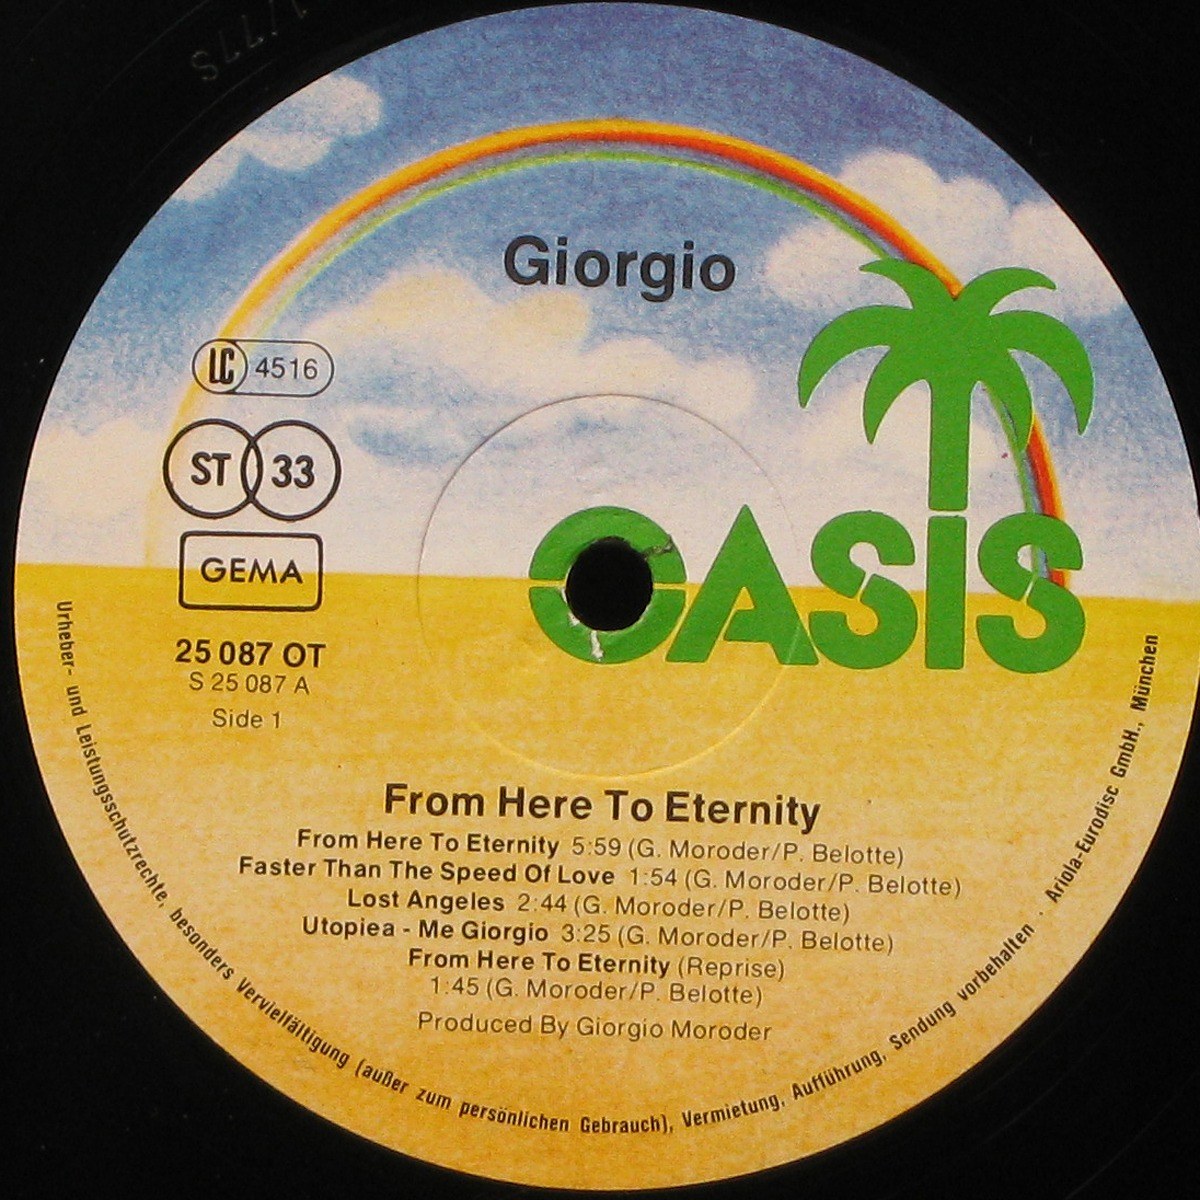 Giorgio
LC 4516
ST 33
GEMA
OASIS
25 087 OT
S 25 087 A
Side 1
From Here To Eternity
From Here To Eternity 5:59 (G. Moroder/P. Belotte)
Faster Than The Speed Of Love 1:54 (G. Moroder/P. Belotte)
Lost Angeles 2:44 (G. Moroder/P. Belotte)
Utopiea - Me Giorgio 3:25 (G. Moroder/P. Belotte)
From Here To Eternity (Reprise)
1:45 (G. Moroder/P. Belotte)
Produced By Giorgio Moroder
Urheber- und Leistungsschutzrechte, besonders Vervielfältigung (außer zum persönlichen Gebrauch), Vermietung, Aufführung, Sendung vorbehalten . Ariola-Eurodisc GmbH., München